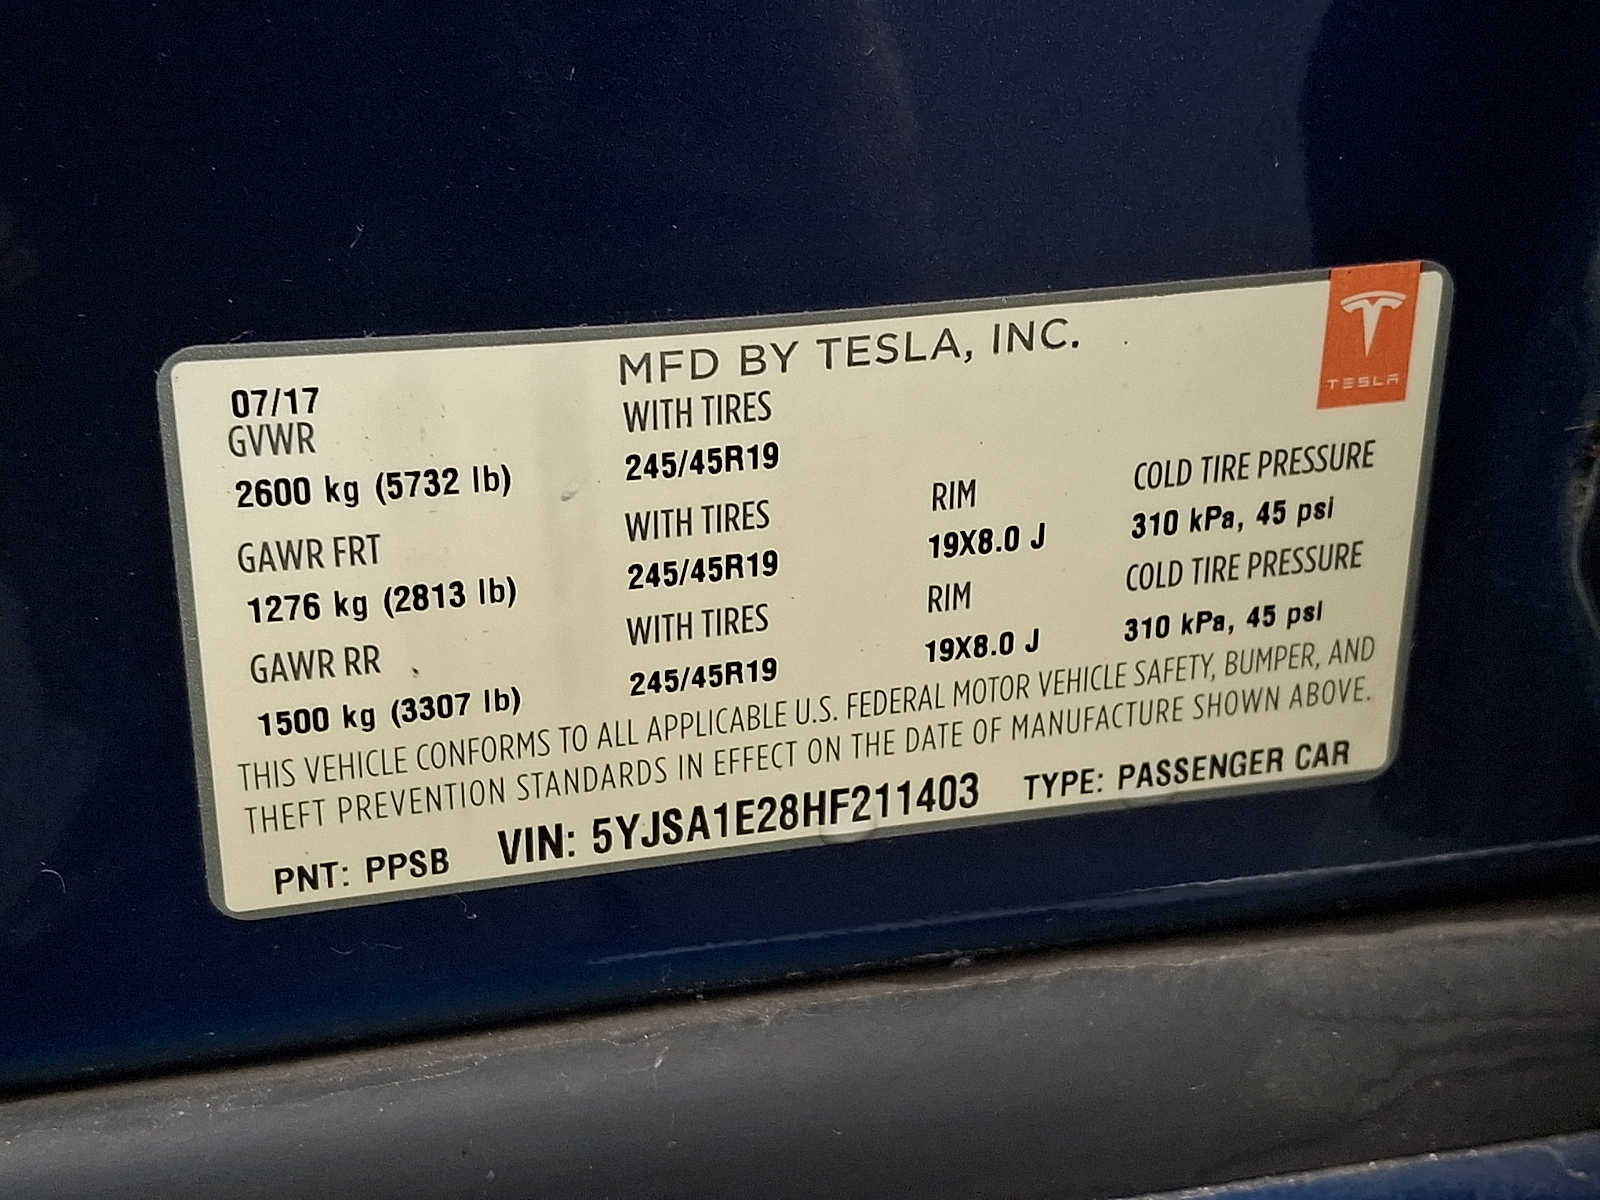 MFD BY TESLA, INC.
TESLA
07/17
GVWR WITH TIRES
2600 kg (5732 lb) 245/45R19
GAWR FRT WITH TIRES RIM COLD TIRE PRESSURE
1276 kg (2813 lb) 245/45R19 19X8.0 J 310 kPa, 45 psi
GAWR RR WITH TIRES RIM COLD TIRE PRESSURE
1500 kg (3307 lb) 245/45R19 19X8.0 J 310 kPa, 45 psi
THIS VEHICLE CONFORMS TO ALL APPLICABLE U.S. FEDERAL MOTOR VEHICLE SAFETY, BUMPER, AND
THEFT PREVENTION STANDARDS IN EFFECT ON THE DATE OF MANUFACTURE SHOWN ABOVE.
PNT: PPSB VIN: 5YJSA1E28HF211403 TYPE: PASSENGER CAR